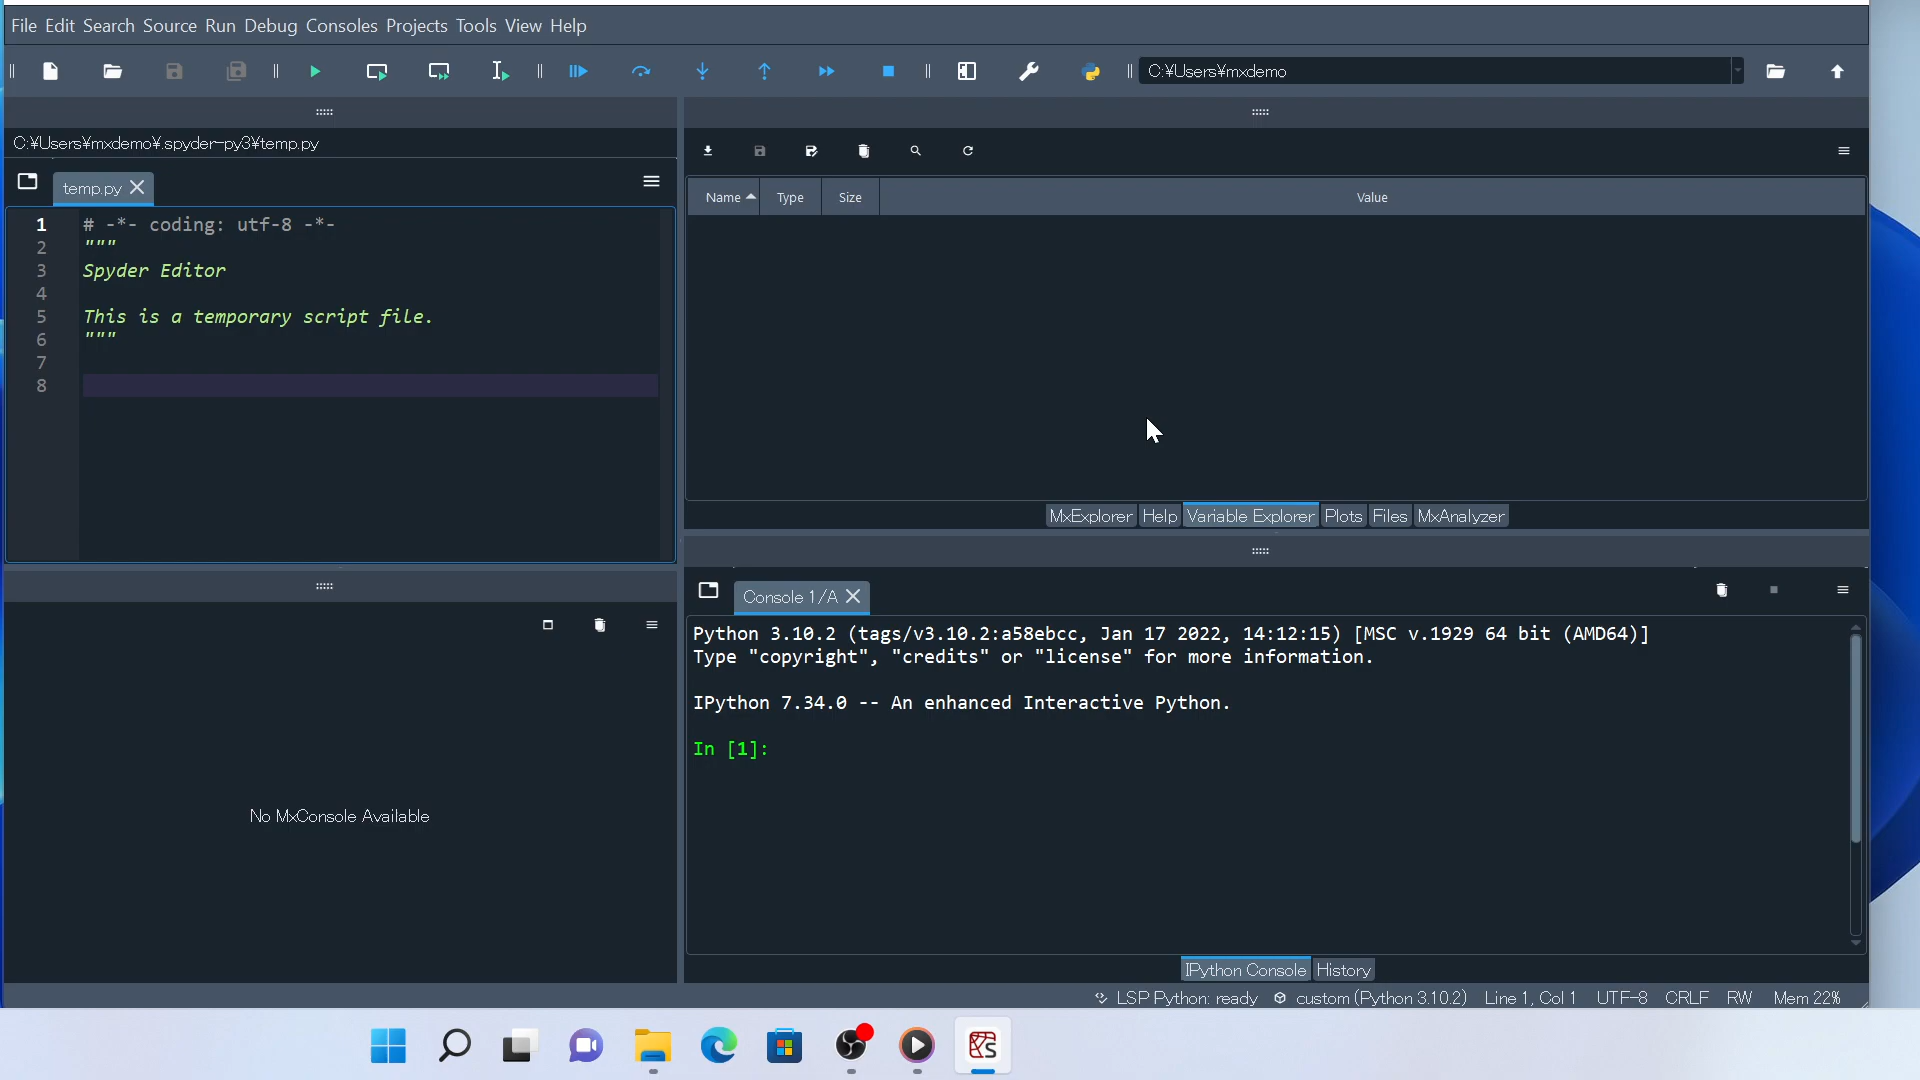 File Edit Search Source Run Debug Consoles Projects Tools View Help
C:¥Users¥mxdemo
C:¥Users¥mxdemo¥.spyder-py3¥temp.py
temp.py
1 # -*- coding: utf-8 -*-
2 """
3 Spyder Editor
4
5 This is a temporary script file.
6 """
7
8
Name Type Size Value
MxExplorer Help Variable Explorer Plots Files MxAnalyzer
No MxConsole Available
Console 1/A
Python 3.10.2 (tags/v3.10.2:a58ebcc, Jan 17 2022, 14:12:15) [MSC v.1929 64 bit (AMD64)]
Type "copyright", "credits" or "license" for more information.
IPython 7.34.0 -- An enhanced Interactive Python.
In [1]:
IPython Console History
LSP Python: ready custom (Python 3.10.2) Line 1, Col 1 UTF-8 CRLF RW Mem 22%